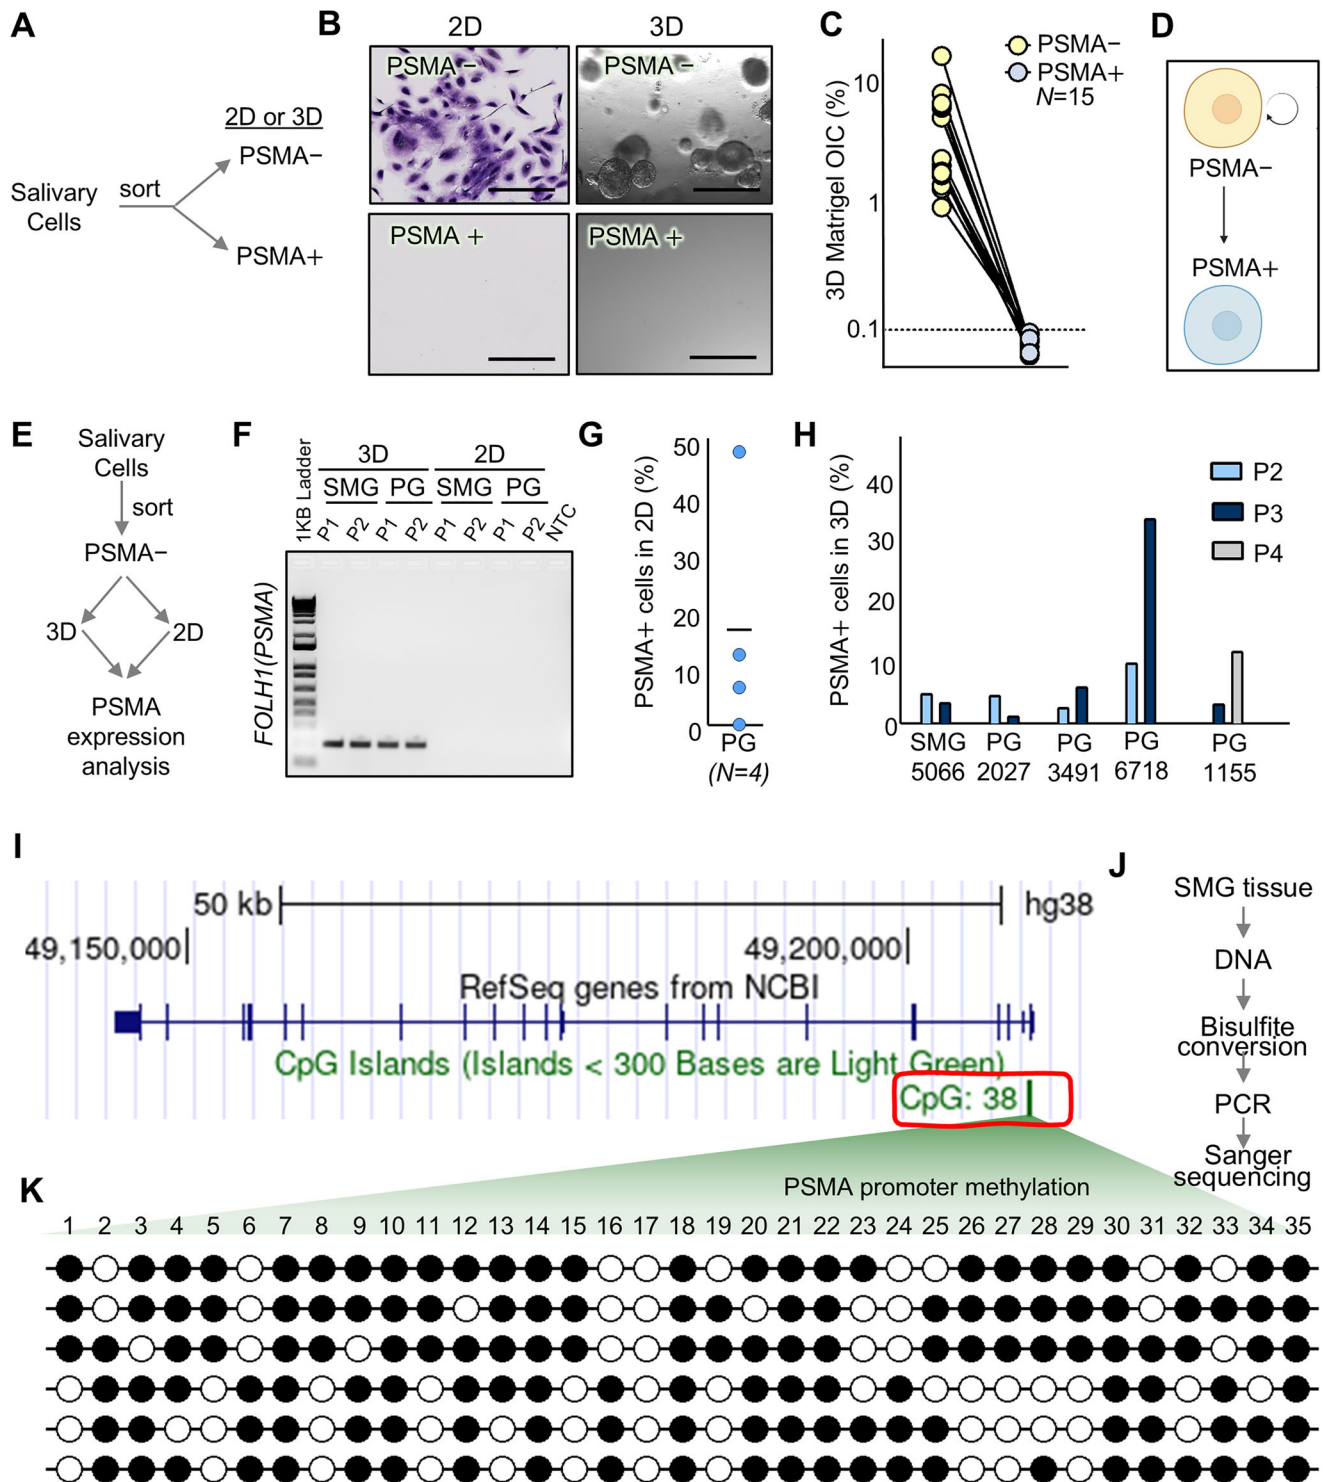 A
2D or 3D
PSMA−
Salivary
Cells
sort
PSMA+
B
2D
3D
PSMA −
PSMA −
PSMA +
PSMA +
C
PSMA−
PSMA+
N=15
3D Matrigel OIC (%)
10
1
0.1
D
PSMA−
PSMA+
E
Salivary
Cells
sort
PSMA−
3D
2D
PSMA
expression
analysis
F
1KB Ladder
3D
2D
SMG
PG
SMG
PG
P1
P2
P1
P2
P1
P2
P1
P2
NTC
FOLH1(PSMA)
G
PSMA+ cells in 2D (%)
50
40
30
20
10
0
PG
(N=4)
H
PSMA+ cells in 3D (%)
40
30
20
10
0
P2
P3
P4
SMG
5066
PG
2027
PG
3491
PG
6718
PG
1155
I
50 kb
hg38
49,150,000
49,200,000
RefSeq genes from NCBI
CpG Islands (Islands < 300 Bases are Light Green)
CpG: 38
J
SMG tissue
DNA
Bisulfite
conversion
PCR
Sanger
sequencing
K
PSMA promoter methylation
1 2 3 4 5 6 7 8 9 10 11 12 13 14 15 16 17 18 19 20 21 22 23 24 25 26 27 28 29 30 31 32 33 34 35